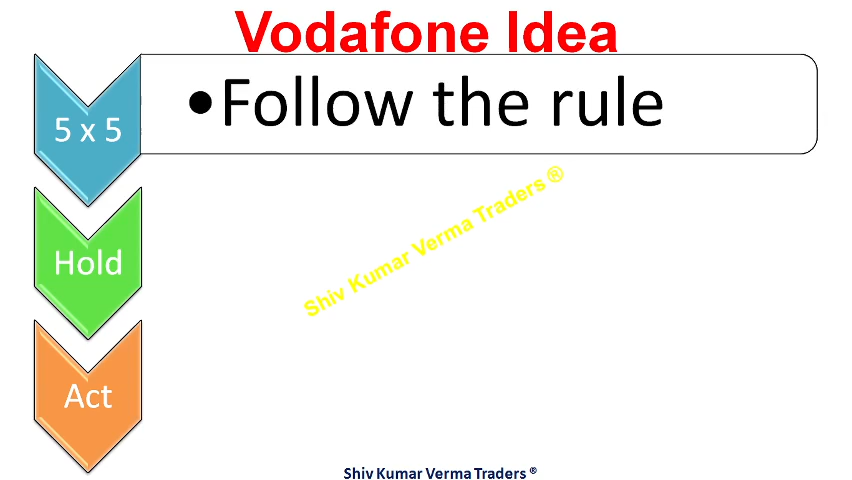 Vodafone Idea
5 x 5
•Follow the rule
Shiv Kumar Verma Traders ®
Hold
Act
Shiv Kumar Verma Traders ®